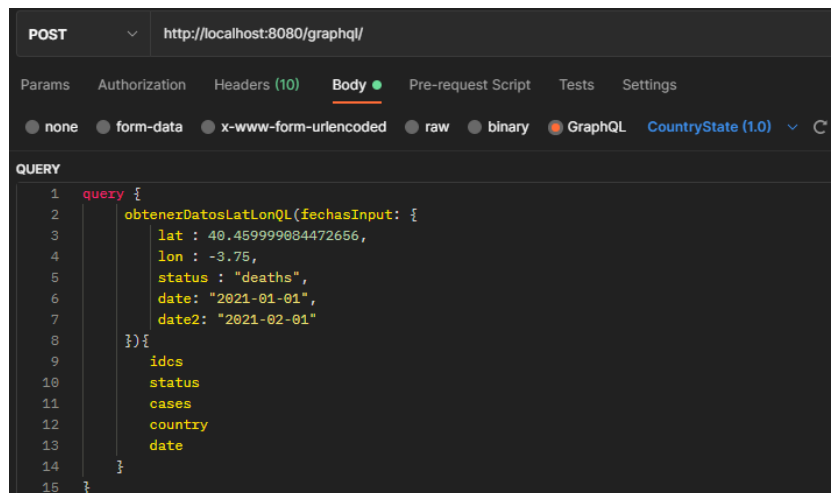 POST http://localhost:8080/graphql/
Params Authorization Headers (10) Body Pre-request Script Tests Settings
none form-data x-www-form-urlencoded raw binary GraphQL CountryState (1.0)
QUERY
1 query {
2 obtenerDatosLatLonQL(fechasInput: {
3 lat : 40.459999084472656,
4 lon : -3.75,
5 status : "deaths",
6 date: "2021-01-01",
7 date2: "2021-02-01"
8 }){
9 idcs
10 status
11 cases
12 country
13 date
14 }
15 }